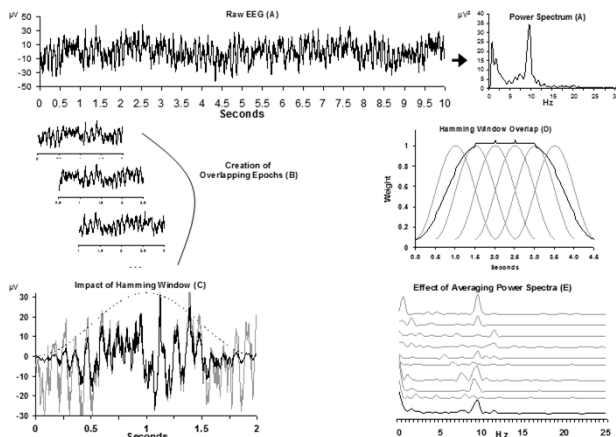 Raw EEG (A)
µV
50
30
10
-10
-30
-50
0 0.5 1 1.5 2 2.5 3 3.5 4 4.5 5 5.5 6 6.5 7 7.5 8 8.5 9 9.5 10
Seconds
µV²
Power Spectrum (A)
40
35
30
25
20
15
10
5
0
0 10 20 30
Hz
Creation of
Overlapping Epochs (B)
...
Hamming Window Overlap (D)
Weight
1
0.8
0.6
0.4
0.2
0
0.0 0.5 1.0 1.5 2.0 2.5 3.0 3.5 4.0 4.5
Seconds
Impact of Hamming Window (C)
µV
30
20
10
0
-10
-20
-30
0 0.5 1 1.5 2
Seconds
Effect of Averaging Power Spectra (E)
0 5 10 15 20 25
Hz